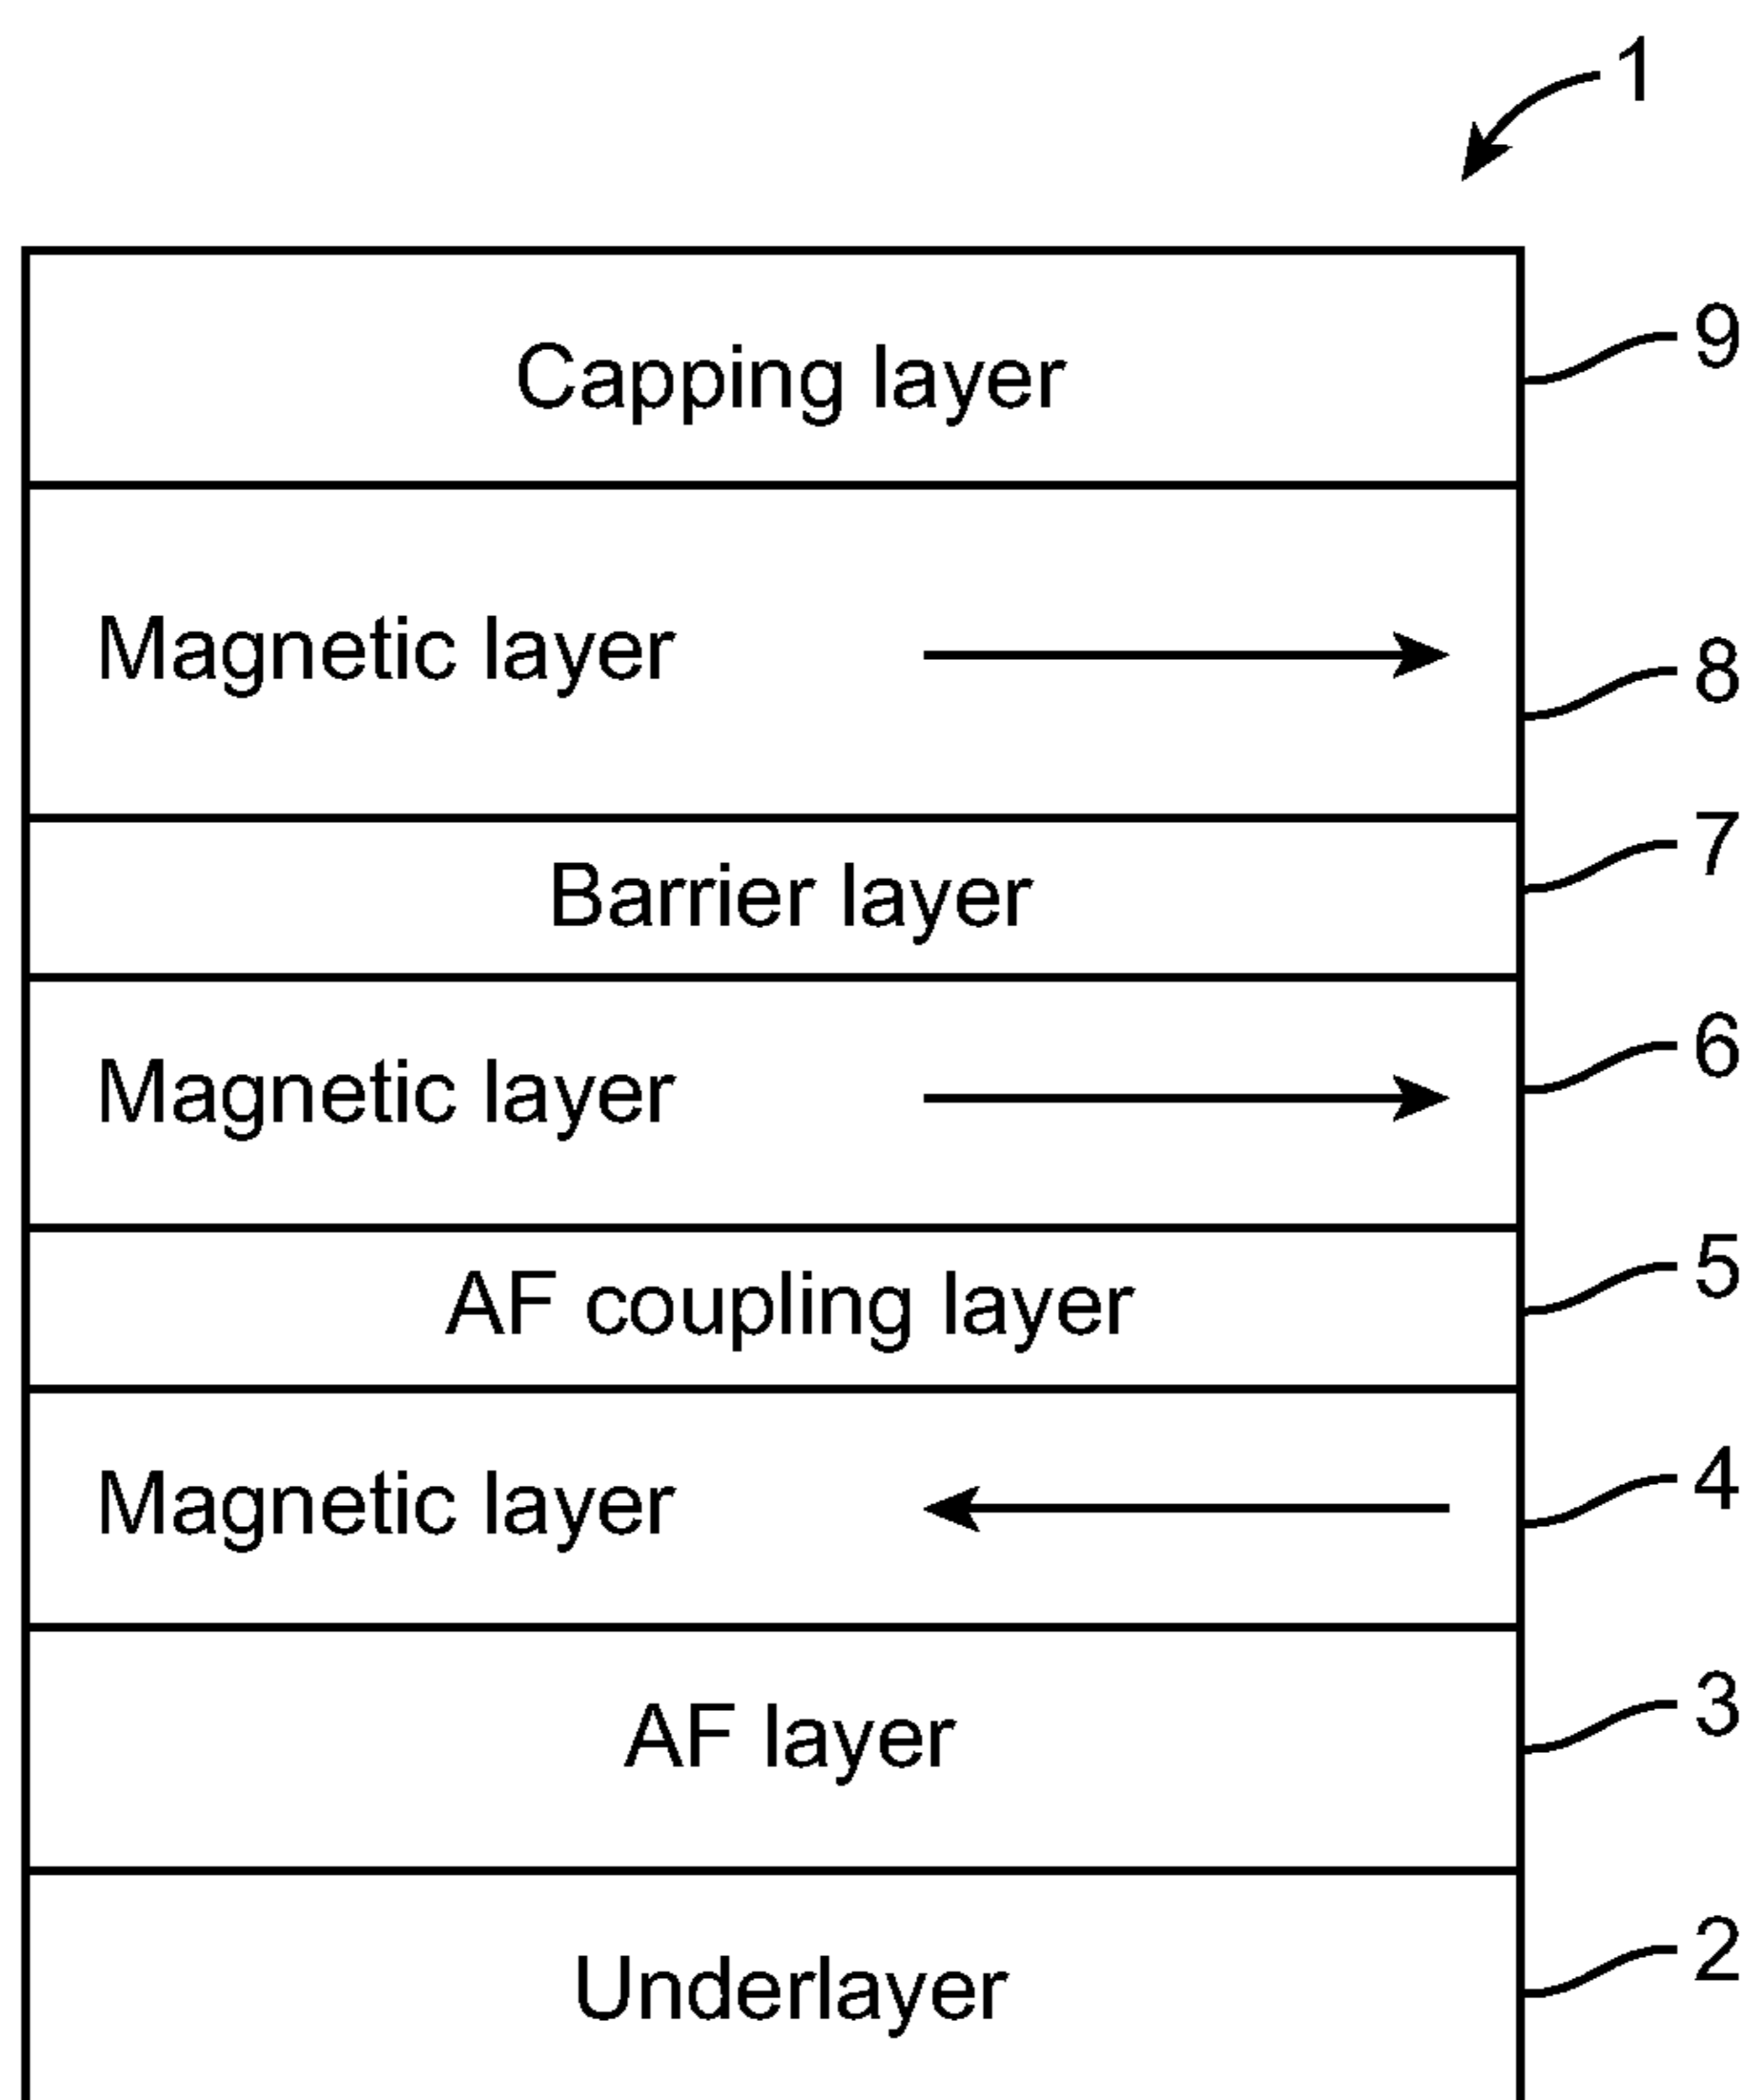 1
Capping layer
9
Magnetic layer
8
Barrier layer
7
Magnetic layer
6
AF coupling layer
5
Magnetic layer
4
AF layer
3
Underlayer
2